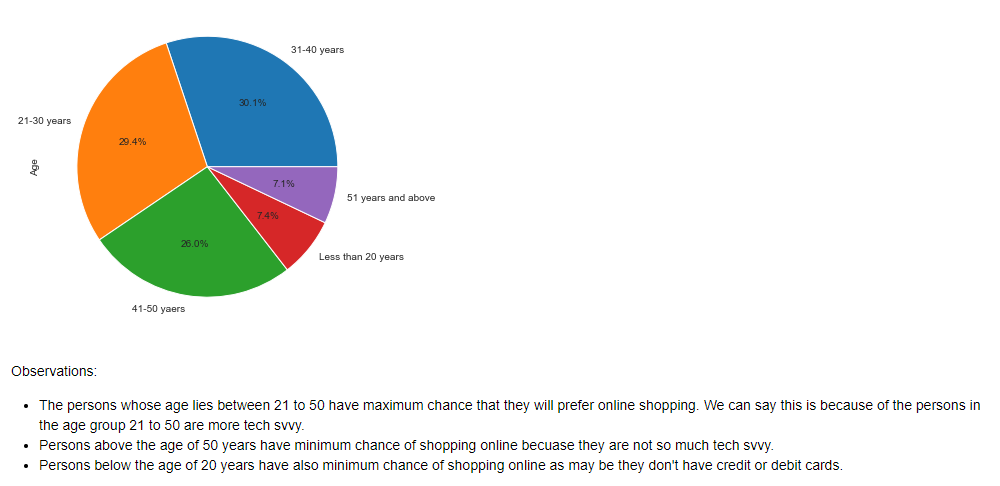 31-40 years
30.1%
21-30 years
29.4%
Age
7.1%
51 years and above
7.4%
26.0%
Less than 20 years
41-50 yaers
Observations:
• The persons whose age lies between 21 to 50 have maximum chance that they will prefer online shopping. We can say this is because of the persons in
the age group 21 to 50 are more tech svvy.
• Persons above the age of 50 years have minimum chance of shopping online becuase they are not so much tech svvy.
• Persons below the age of 20 years have also minimum chance of shopping online as may be they don't have credit or debit cards.